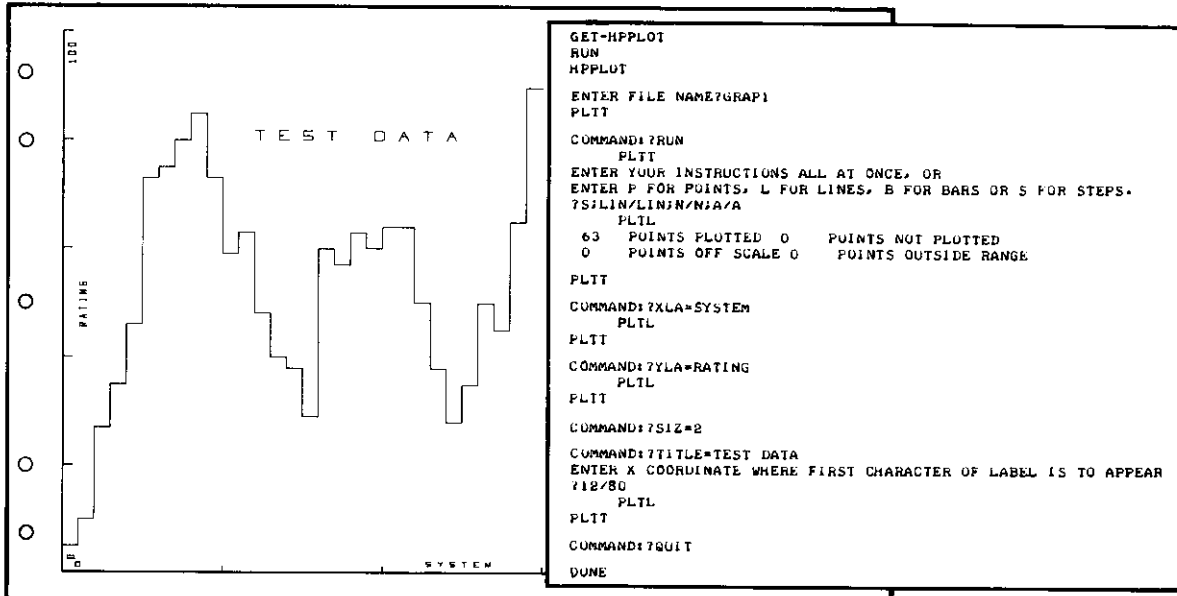 100
TEST DATA
RATING
0
0
SYSTEM
GET-HPPLOT
RUN
HPPLOT
ENTER FILE NAME?GRAP1
PLTT
COMMAND:?RUN
PLTT
ENTER YOUR INSTRUCTIONS ALL AT ONCE, OR
ENTER P FOR POINTS, L FOR LINES, B FOR BARS OR S FOR STEPS.
?S;LIN/LIN;N/N;A/A
PLTL
63 POINTS PLOTTED 0 POINTS NOT PLOTTED
0 POINTS OFF SCALE 0 POINTS OUTSIDE RANGE
PLTT
COMMAND:?XLA=SYSTEM
PLTL
PLTT
COMMAND:?YLA=RATING
PLTL
PLTT
COMMAND:?SIZ=2
COMMAND:?TITLE=TEST DATA
ENTER X COORDINATE WHERE FIRST CHARACTER OF LABEL IS TO APPEAR
?12/80
PLTL
PLTT
COMMAND:?QUIT
DONE